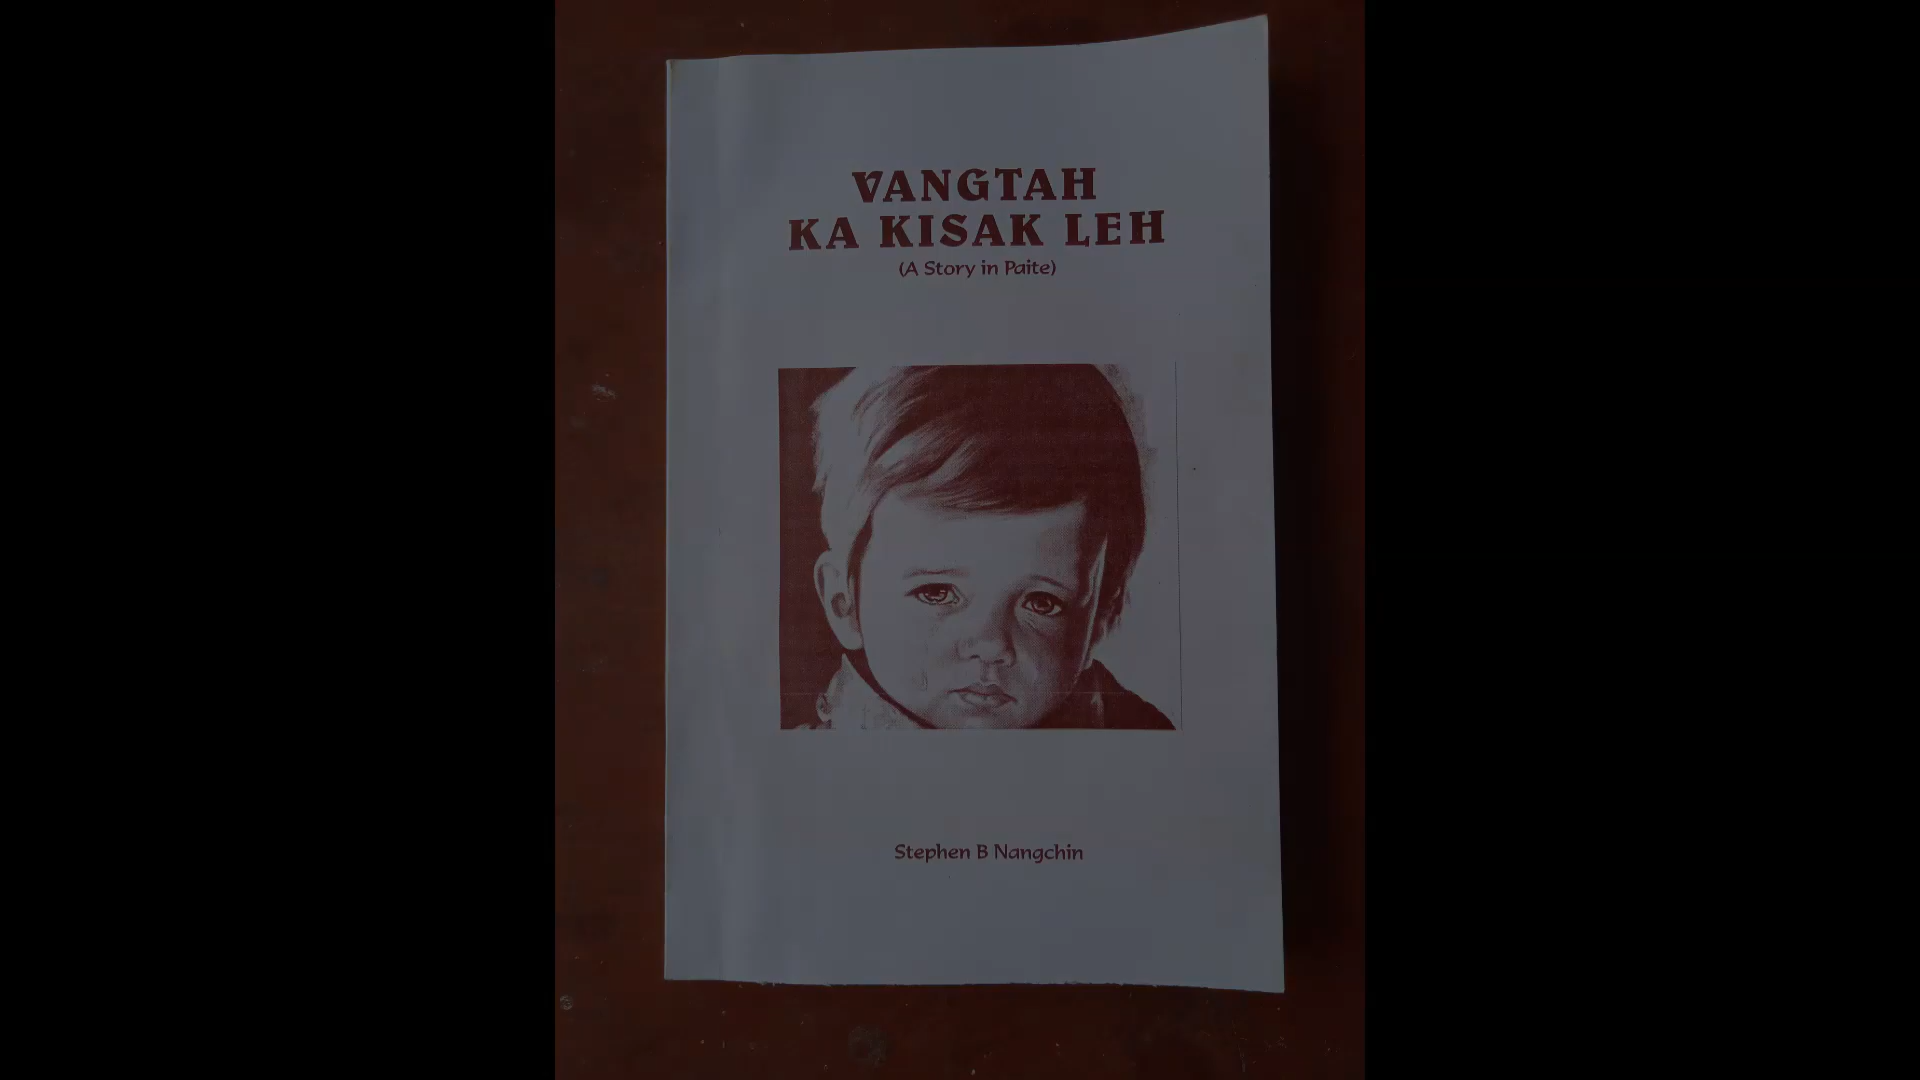 VANGTAH
KA KISAK LEH
(A Story in Paite)
Stephen B Nangchin